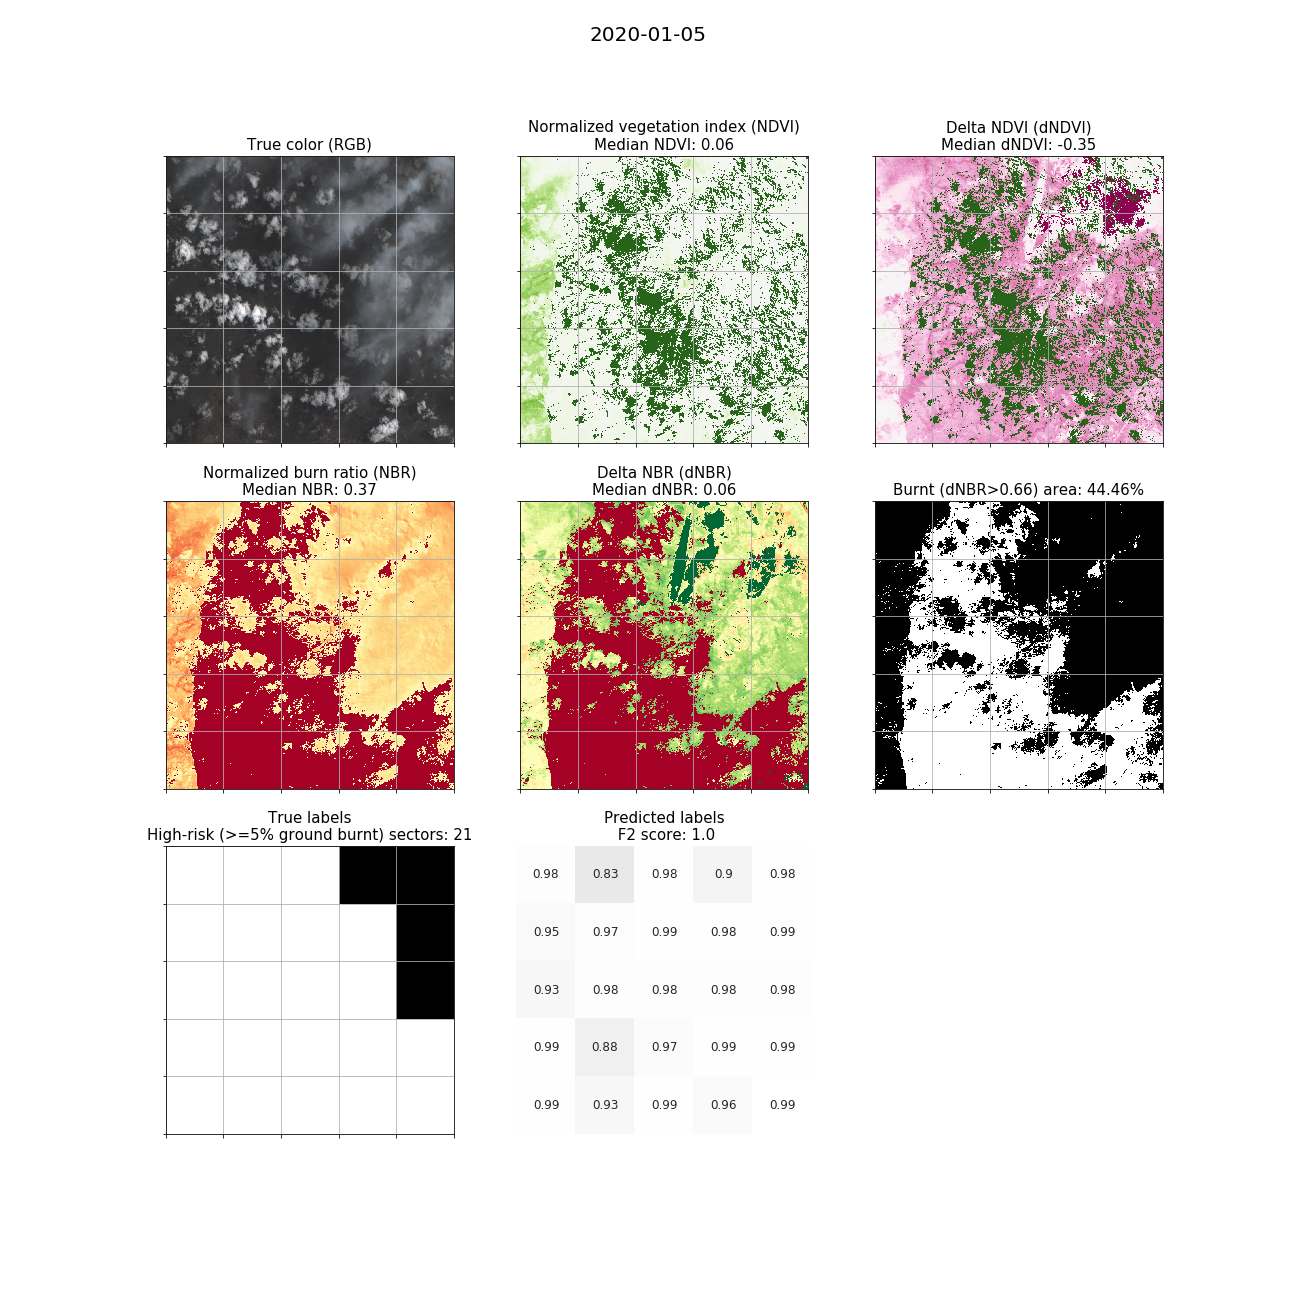 2020-01-05
True color (RGB)
Normalized vegetation index (NDVI)
Median NDVI: 0.06
Delta NDVI (dNDVI)
Median dNDVI: -0.35
Normalized burn ratio (NBR)
Median NBR: 0.37
Delta NBR (dNBR)
Median dNBR: 0.06
Burnt (dNBR>0.66) area: 44.46%
True labels
High-risk (>=5% ground burnt) sectors: 21
Predicted labels
F2 score: 1.0
0.98 0.83 0.98 0.9 0.98
0.95 0.97 0.99 0.98 0.99
0.93 0.98 0.98 0.98 0.98
0.99 0.88 0.97 0.99 0.99
0.99 0.93 0.99 0.96 0.99